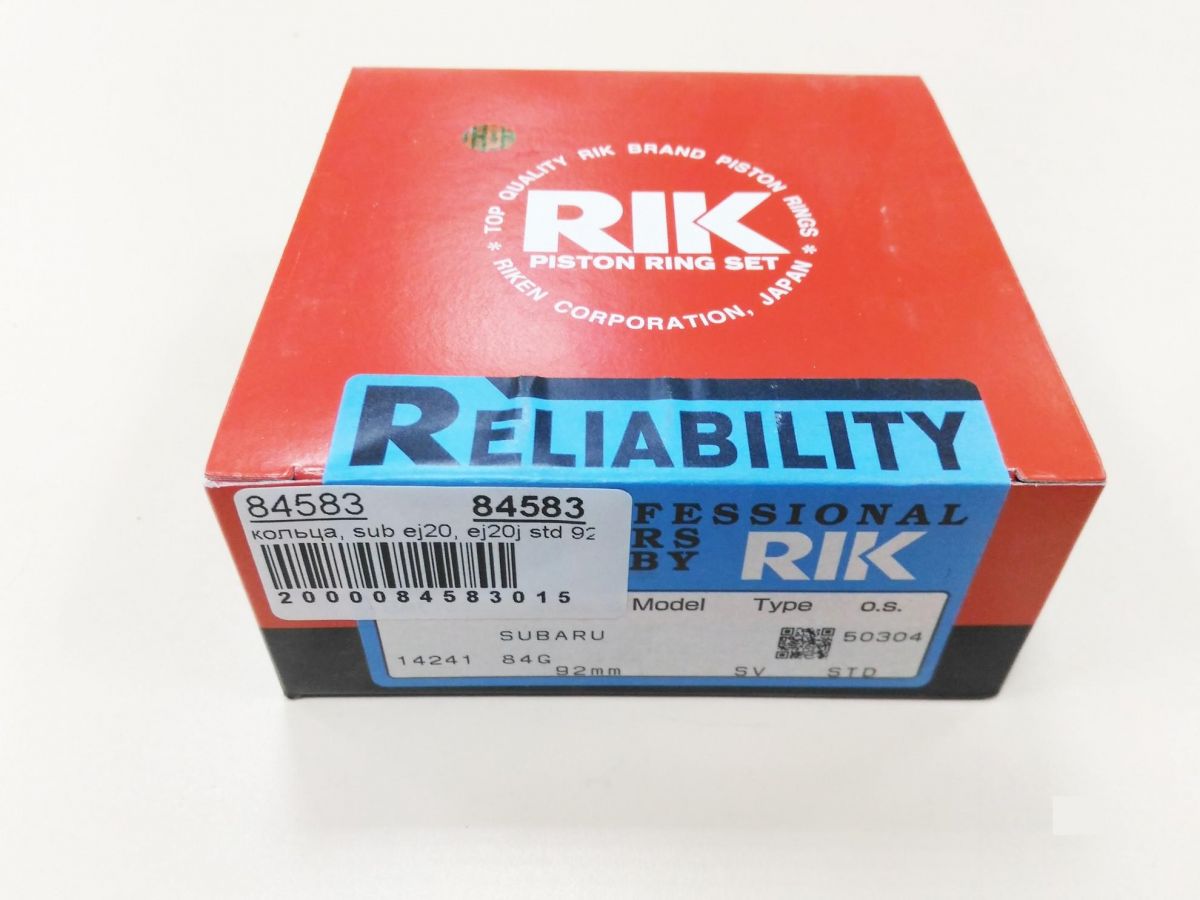 * TOP QUALITY RIK BRAND PISTON RINGS *
RIK
PISTON RING SET
RIKEN CORPORATION, JAPAN
RELIABILITY
84583 84583
кольца, sub ej20, ej20j std 92
2000084583015
FESSIONAL
RS
BY RIK
Model Type o.s.
SUBARU 50304
14241 84G
92mm SV STD